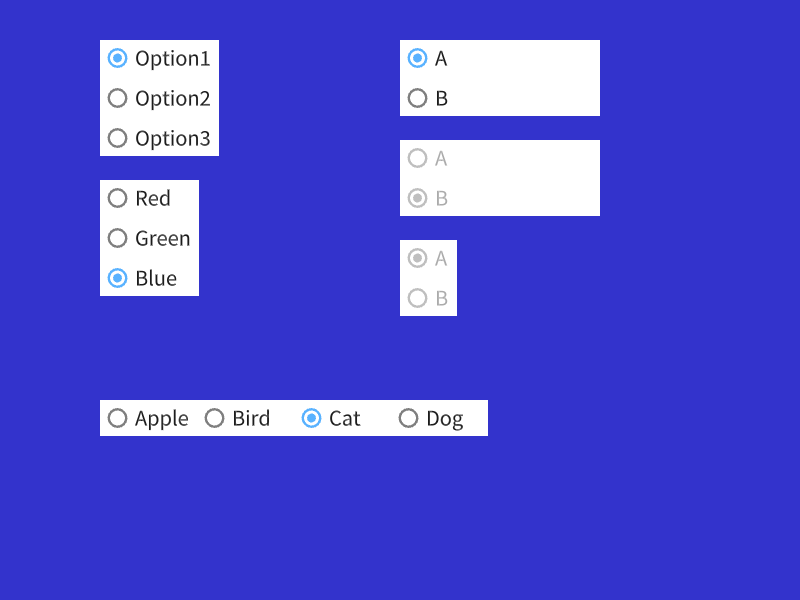 Option1
Option2
Option3
Red
Green
Blue
A
B
A
B
A
B
Apple Bird Cat Dog